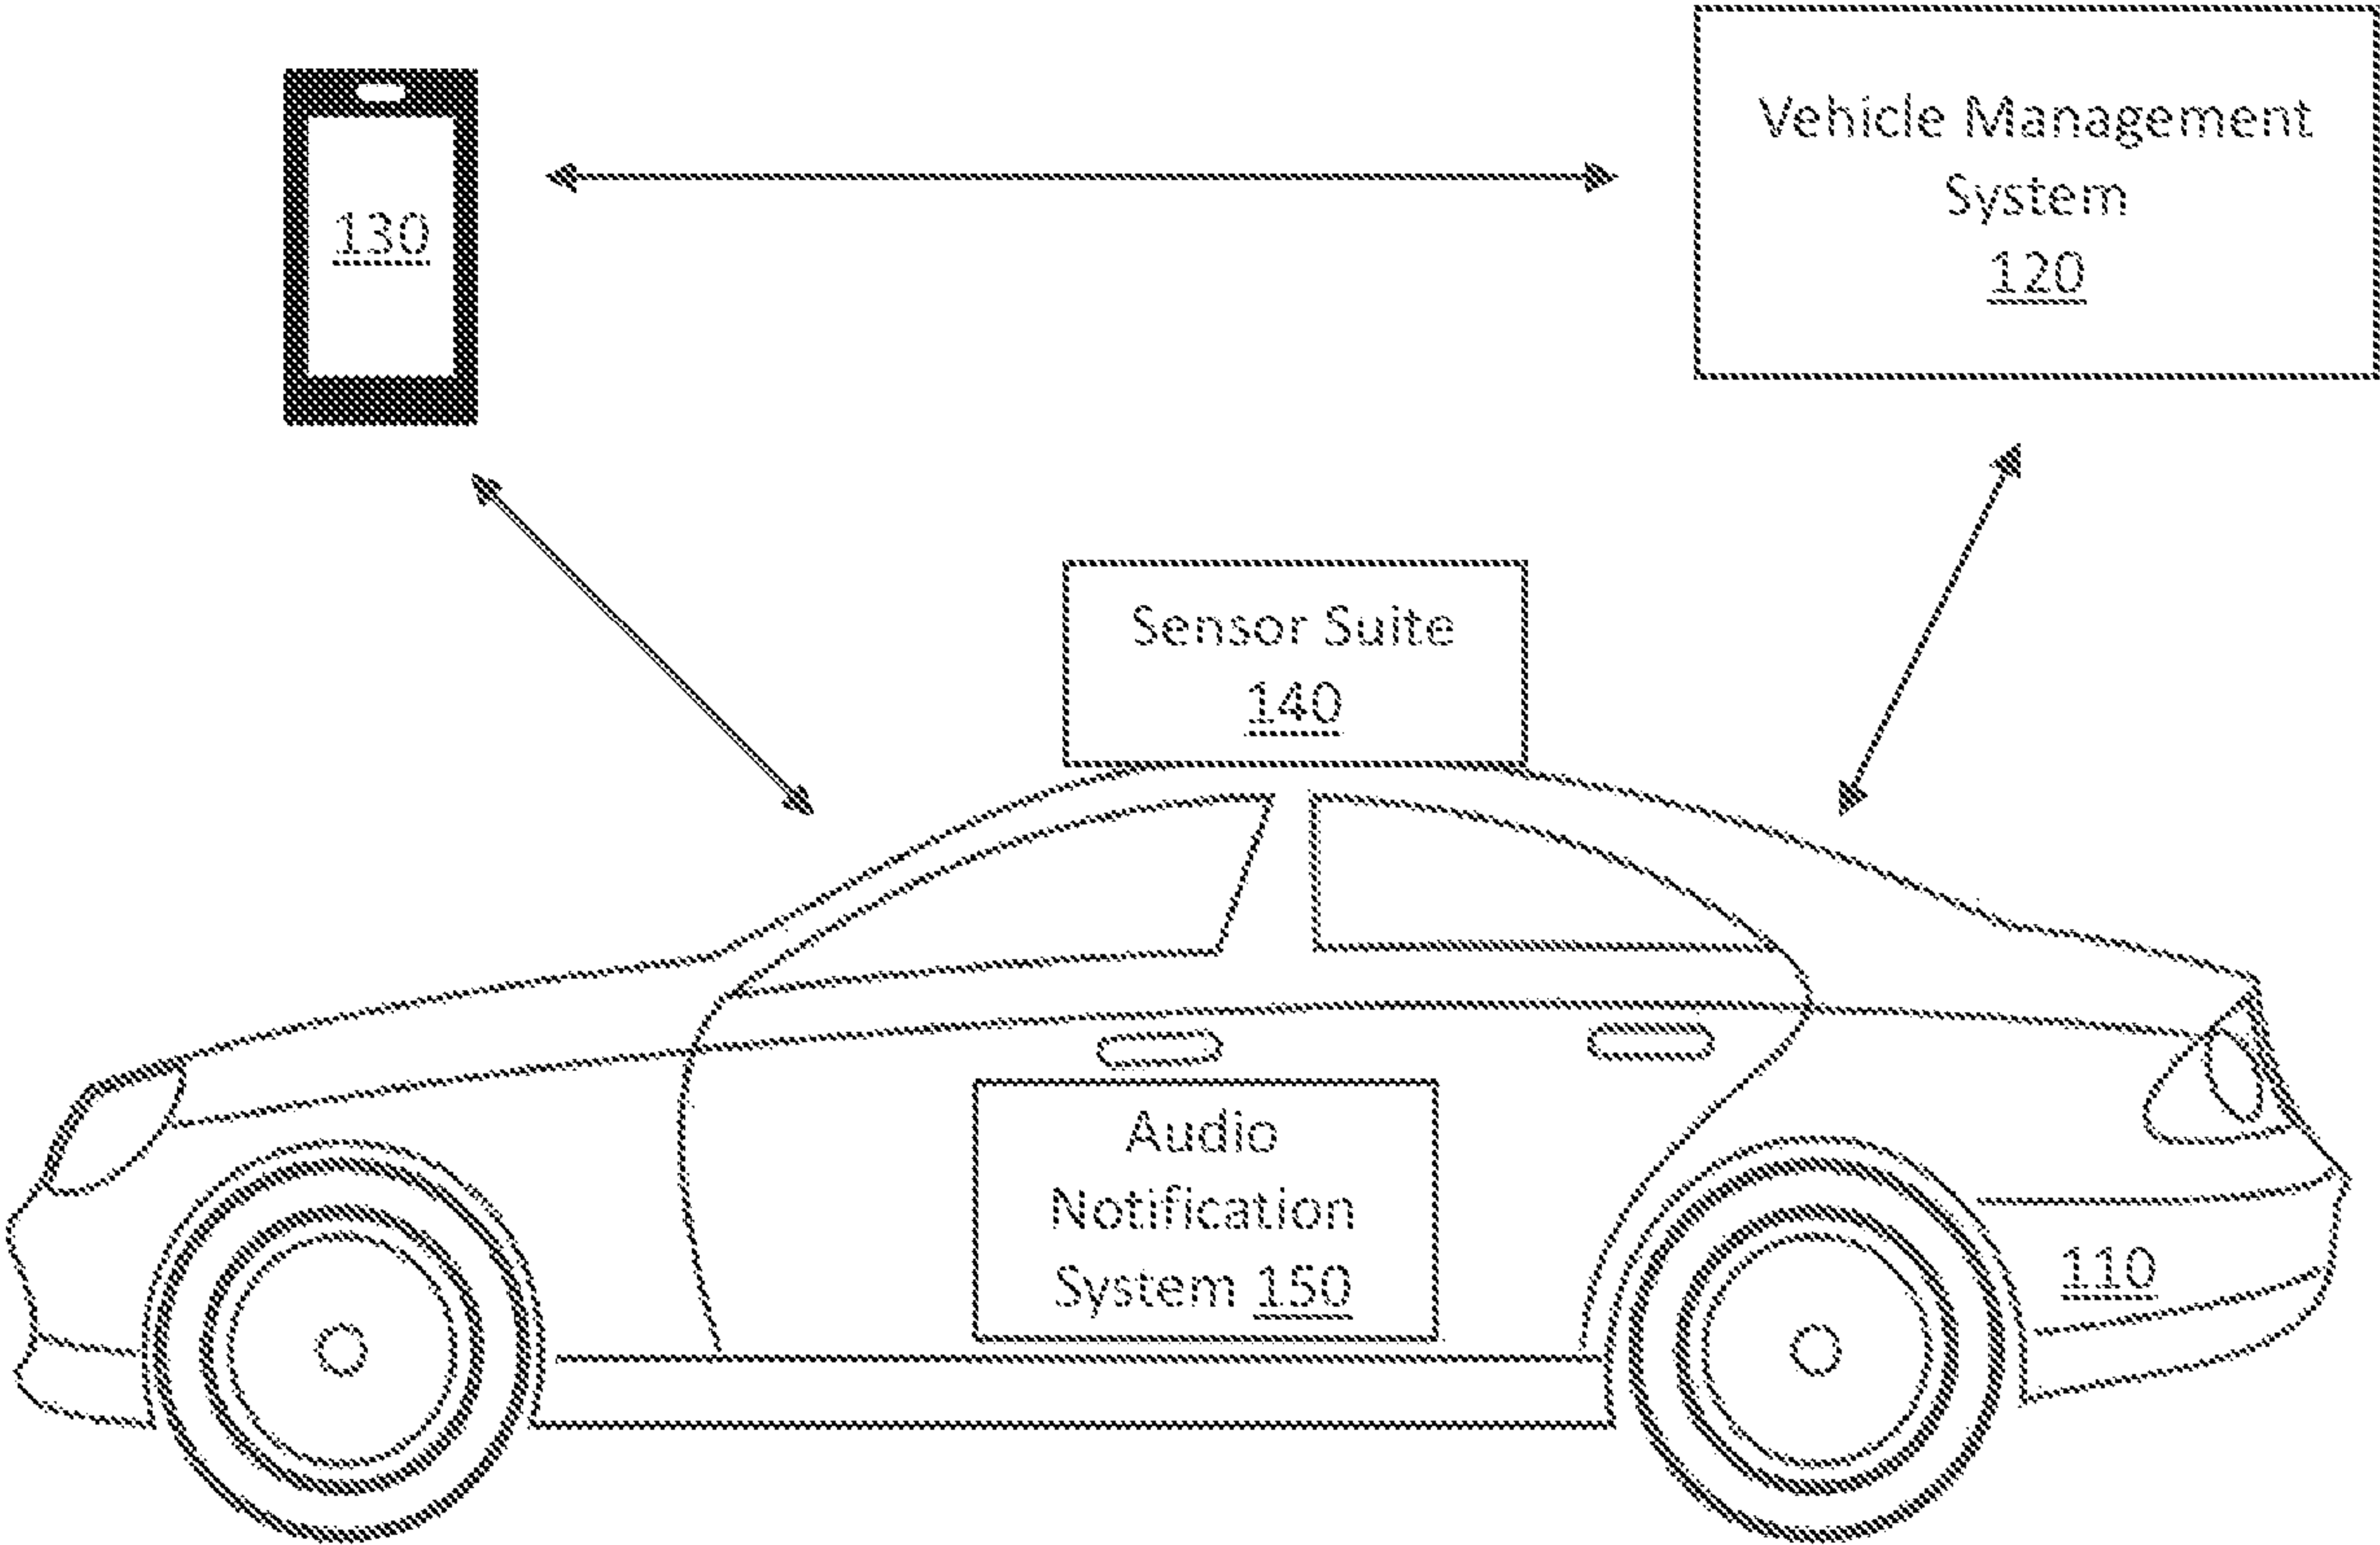 130
Vehicle Management
System
120
Sensor Suite
140
Audio
Notification
System 150
110